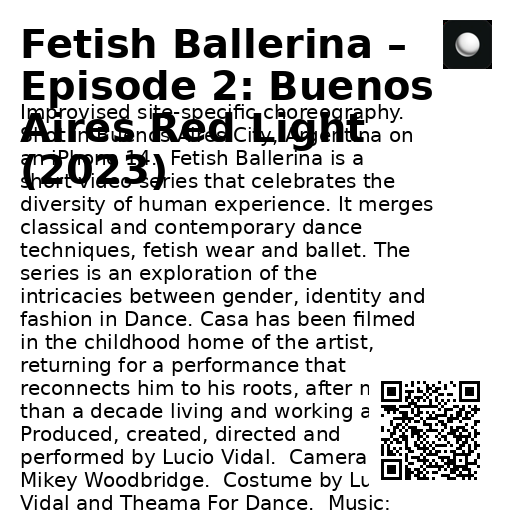 Fetish Ballerina –
Episode 2: Buenos
Aires Red Light
(2023)
Improvised site-specific choreography.
Shot in Buenos Aires City, Argentina on
an iPhone 14. Fetish Ballerina is a
short video series that celebrates the
diversity of human experience. It merges
classical and contemporary dance
techniques, fetish wear and ballet. The
series is an exploration of the
intricacies between gender, identity and
fashion in Dance. Casa has been filmed
in the childhood home of the artist,
returning for a performance that
reconnects him to his roots, after
than a decade living and working
Produced, created, directed and
performed by Lucio Vidal. Camera
Mikey Woodbridge. Costume by
Vidal and Theama For Dance. Music: